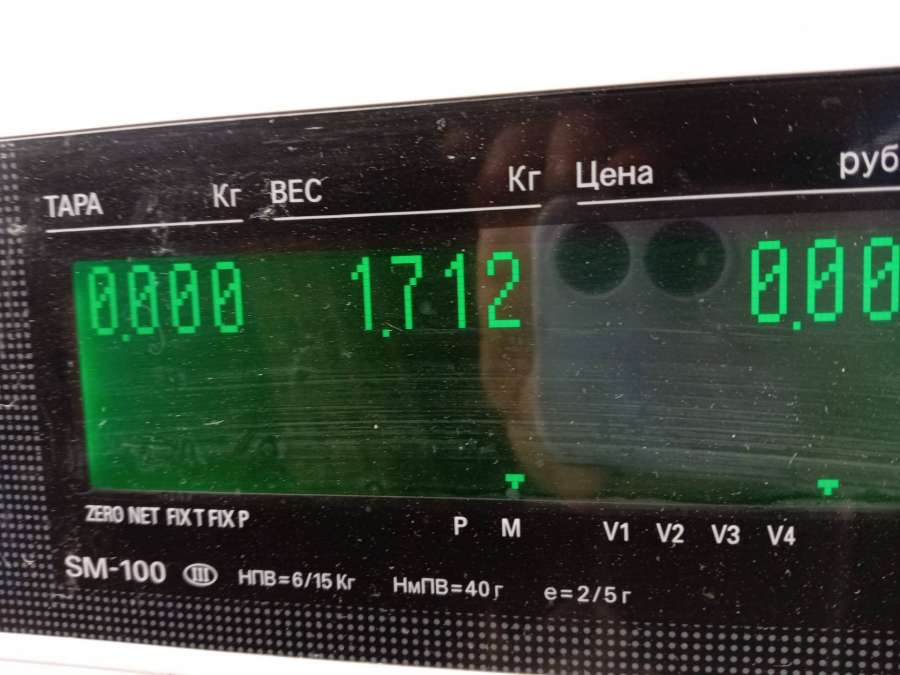 ТАРА Кг ВЕС Кг Цена руб
0.000 1.712 0.00
ZERO NET FIX T FIX P P M V1 V2 V3 V4
SM-100 III НПВ=6/15 Кг НмПВ=40 г e=2/5 г